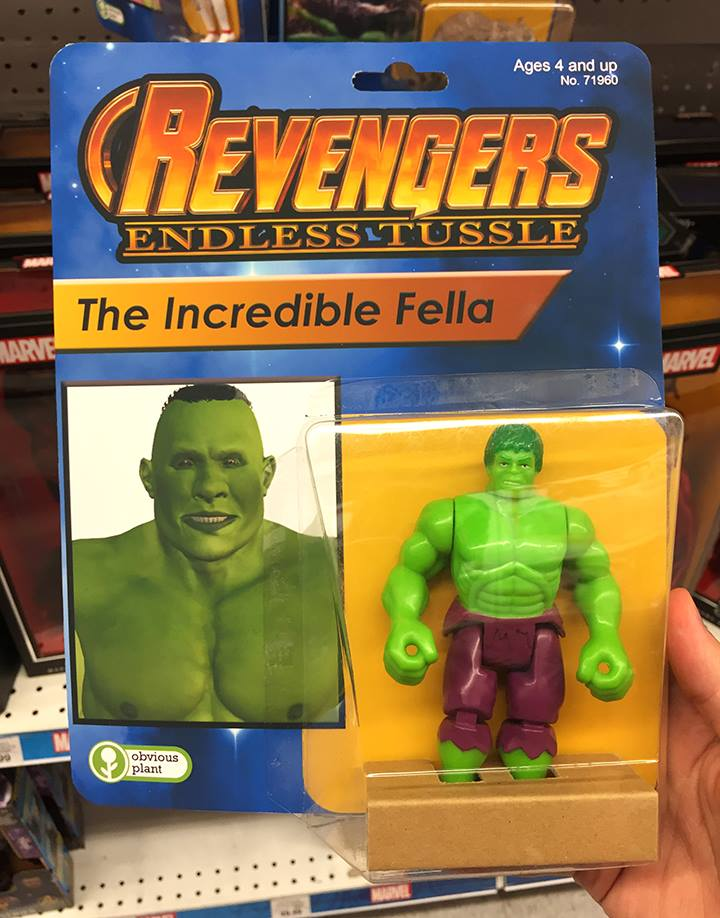 Ages 4 and up
No. 71960
REVENGERS
ENDLESS TUSSLE
The Incredible Fella
obvious
plant
MARVEL
MARVEL